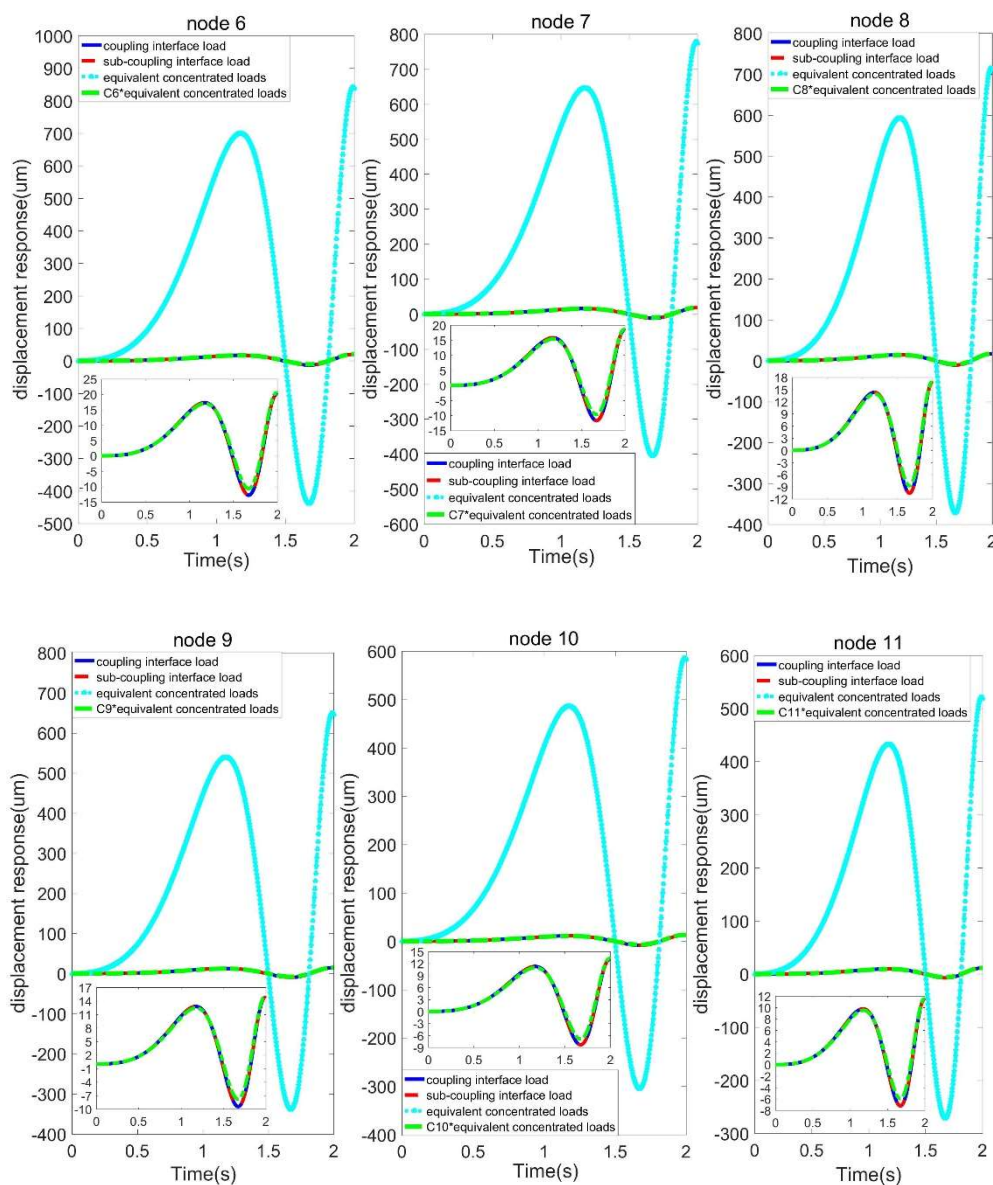 node 6
coupling interface load
sub-coupling interface load
equivalent concentrated loads
C6*equivalent concentrated loads
displacement response(um)
1000
900
800
700
600
500
400
300
200
100
0
-100
-200
-300
-400
-500
0 0.5 1 1.5 2
Time(s)
25
20
15
10
5
0
-5
-10
-15
0 0.5 1 1.5 2
node 7
displacement response(um)
800
700
600
500
400
300
200
100
0
-100
-200
-300
-400
-500
-600
20
15
10
5
0
-5
-10
-15
0 0.5 1 1.5 2
coupling interface load
sub-coupling interface load
equivalent concentrated loads
C7*equivalent concentrated loads
0 0.5 1 1.5 2
Time(s)
node 8
coupling interface load
sub-coupling interface load
equivalent concentrated loads
C8*equivalent concentrated loads
displacement response(um)
800
700
600
500
400
300
200
100
0
-100
-200
-300
-400
18
15
12
9
6
3
0
-3
-6
-9
-12
0 0.5 1 1.5 2
0 0.5 1 1.5 2
Time(s)
node 9
coupling interface load
sub-coupling interface load
equivalent concentrated loads
C9*equivalent concentrated loads
displacement response(um)
800
700
600
500
400
300
200
100
0
-100
-200
-300
-400
17
14
11
8
5
2
-1
-4
-7
-10
0 0.5 1 1.5 2
0 0.5 1 1.5 2
Time(s)
node 10
displacement response(um)
600
500
400
300
200
100
0
-100
-200
-300
-400
15
12
9
6
3
0
-3
-6
-9
0 0.5 1 1.5 2
coupling interface load
sub-coupling interface load
equivalent concentrated loads
C10*equivalent concentrated loads
0 0.5 1 1.5 2
Time(s)
node 11
coupling interface load
sub-coupling interface load
equivalent concentrated loads
C11*equivalent concentrated loads
displacement response(um)
600
500
400
300
200
100
0
-100
-200
-300
12
10
8
6
4
2
0
-2
-4
-6
-8
0 0.5 1 1.5 2
0 0.5 1 1.5 2
Time(s)